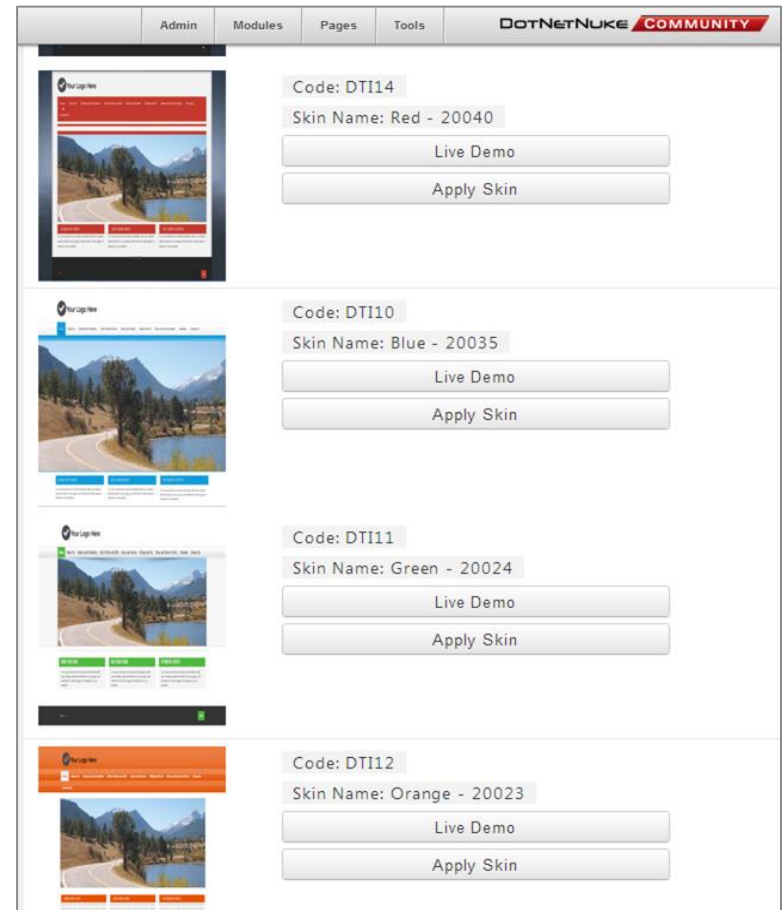 Admin Modules Pages Tools DotNetNuke COMMUNITY
Your Logo Here
Code: DTI14
Skin Name: Red - 20040
Live Demo
Apply Skin
Your Logo Here
Code: DTI10
Skin Name: Blue - 20035
Live Demo
Apply Skin
Your Logo Here
Code: DTI11
Skin Name: Green - 20024
Live Demo
Apply Skin
Your Logo Here
Code: DTI12
Skin Name: Orange - 20023
Live Demo
Apply Skin